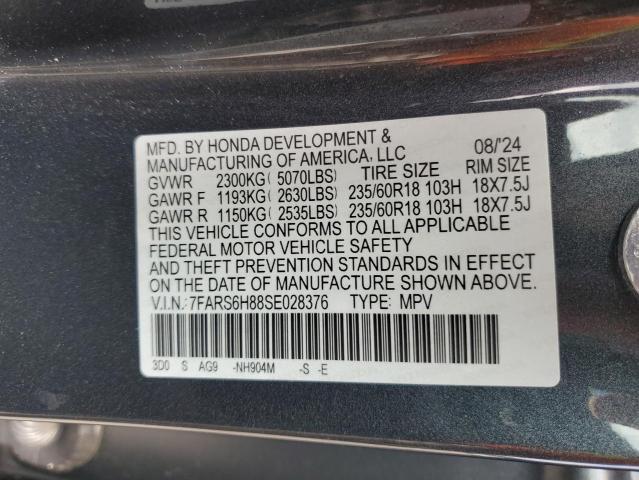 MFD. BY HONDA DEVELOPMENT &
MANUFACTURING OF AMERICA, LLC 08/'24
GVWR 2300KG ( 5070LBS) TIRE SIZE RIM SIZE
GAWR F 1193KG ( 2630LBS) 235/60R18 103H 18X7.5J
GAWR R 1150KG ( 2535LBS) 235/60R18 103H 18X7.5J
THIS VEHICLE CONFORMS TO ALL APPLICABLE
FEDERAL MOTOR VEHICLE SAFETY
AND THEFT PREVENTION STANDARDS IN EFFECT
ON THE DATE OF MANUFACTURE SHOWN ABOVE.
V.I.N.:7FARS6H88SE028376 TYPE: MPV
3D0 S AG9 -NH904M -S -E